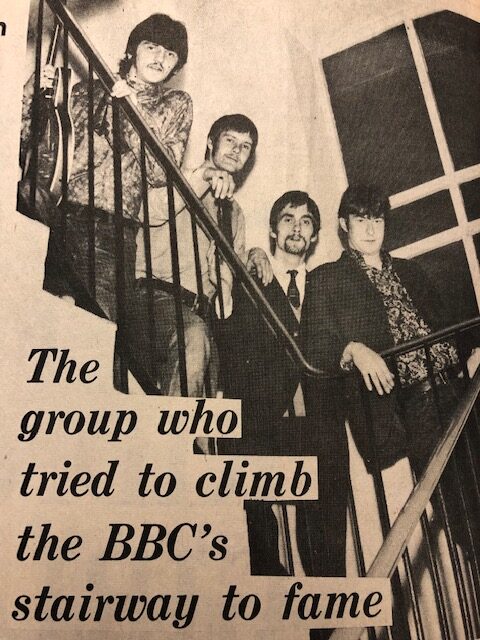 n
The
group who
tried to climb
the BBC's
stairway to fame